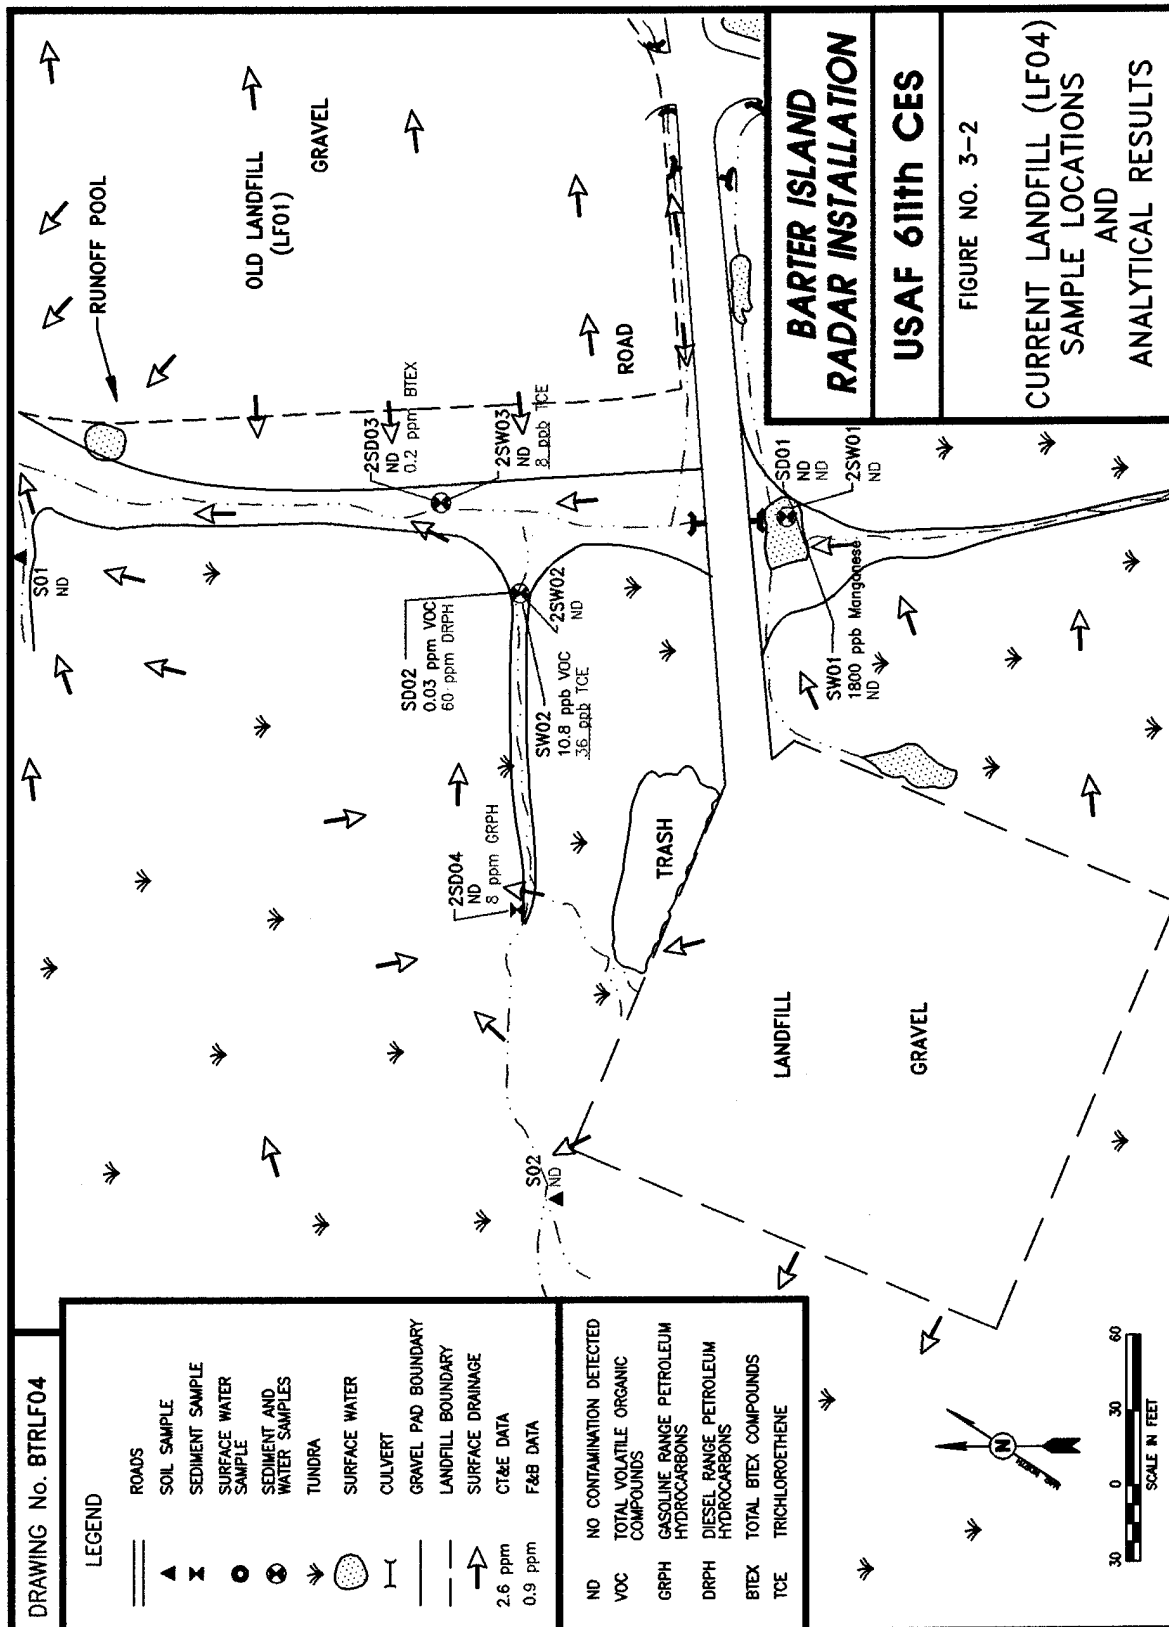 DRAWING No. BTRLF04
LEGEND
ROADS
SOIL SAMPLE
SEDIMENT SAMPLE
SURFACE WATER
SAMPLE
SEDIMENT AND
WATER SAMPLES
TUNDRA
SURFACE WATER
CULVERT
GRAVEL PAD BOUNDARY
LANDFILL BOUNDARY
SURFACE DRAINAGE
2.6 ppm CT&E DATA
0.9 ppm F&B DATA
ND NO CONTAMINATION DETECTED
VOC TOTAL VOLATILE ORGANIC
COMPOUNDS
GRPH GASOLINE RANGE PETROLEUM
HYDROCARBONS
DRPH DIESEL RANGE PETROLEUM
HYDROCARBONS
BTEX TOTAL BTEX COMPOUNDS
TCE TRICHLOROETHENE
N
30 0 30 60
SCALE IN FEET
S01
ND
S02
ND
2SD04
ND
8 ppm GRPH
SD02
0.03 ppm VOC
60 ppm DRPH
SW02
10.8 ppb VOC
36 ppb TCE
2SW02
ND
2SD03
ND
0.2 ppm BTEX
2SW03
ND
8 ppb TCE
RUNOFF POOL
OLD LANDFILL
(LF01)
GRAVEL
ROAD
TRASH
LANDFILL
GRAVEL
SW01
1800 ppb Manganese
ND
SD01
ND
ND
2SW01
ND
BARTER ISLAND
RADAR INSTALLATION
USAF 611th CES
FIGURE NO. 3-2
CURRENT LANDFILL (LF04)
SAMPLE LOCATIONS
AND
ANALYTICAL RESULTS